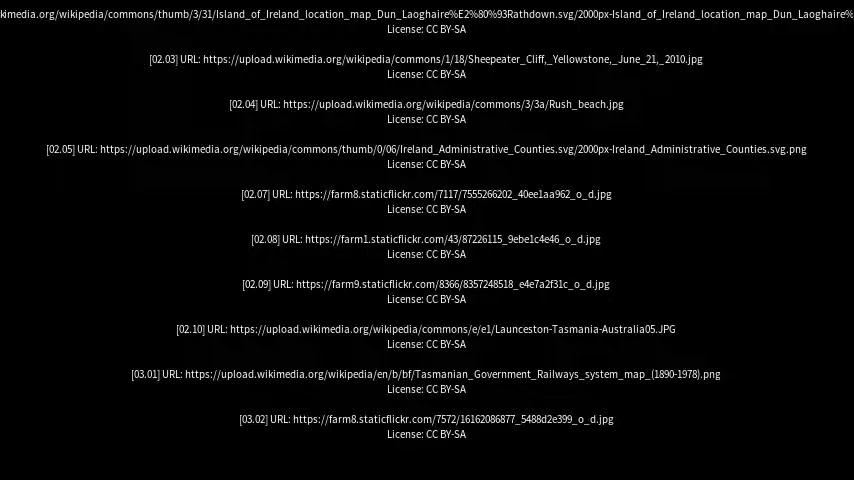 kimedia.org/wikipedia/commons/thumb/3/31/Island_of_Ireland_location_map_Dun_Laoghaire%E2%80%93Rathdown.svg/2000px-Island_of_Ireland_location_map_Dun_Laoghaire%
License: CC BY-SA
[02.03] URL: https://upload.wikimedia.org/wikipedia/commons/1/18/Sheepeater_Cliff,_Yellowstone,_June_21,_2010.jpg
License: CC BY-SA
[02.04] URL: https://upload.wikimedia.org/wikipedia/commons/3/3a/Rush_beach.jpg
License: CC BY-SA
[02.05] URL: https://upload.wikimedia.org/wikipedia/commons/thumb/0/06/Ireland_Administrative_Counties.svg/2000px-Ireland_Administrative_Counties.svg.png
License: CC BY-SA
[02.07] URL: https://farm8.staticflickr.com/7117/7555266202_40ee1aa962_o_d.jpg
License: CC BY-SA
[02.08] URL: https://farm1.staticflickr.com/43/87226115_9ebe1c4e46_o_d.jpg
License: CC BY-SA
[02.09] URL: https://farm9.staticflickr.com/8366/8357248518_e4e7a2f31c_o_d.jpg
License: CC BY-SA
[02.10] URL: https://upload.wikimedia.org/wikipedia/commons/e/e1/Launceston-Tasmania-Australia05.JPG
License: CC BY-SA
[03.01] URL: https://upload.wikimedia.org/wikipedia/en/b/bf/Tasmanian_Government_Railways_system_map_(1890-1978).png
License: CC BY-SA
[03.02] URL: https://farm8.staticflickr.com/7572/16162086877_5488d2e399_o_d.jpg
License: CC BY-SA